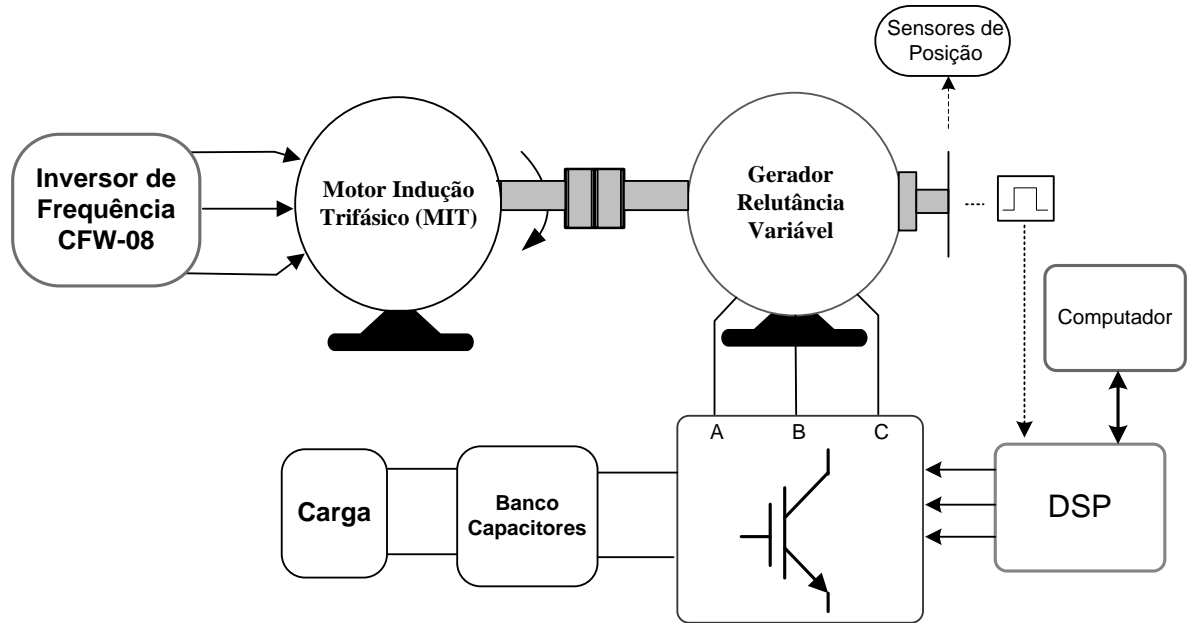 Sensores de
Posição
Inversor de
Frequência
CFW-08
Motor Indução
Trifásico (MIT)
Gerador
Relutância
Variável
Computador
A B C
Carga
Banco
Capacitores
DSP